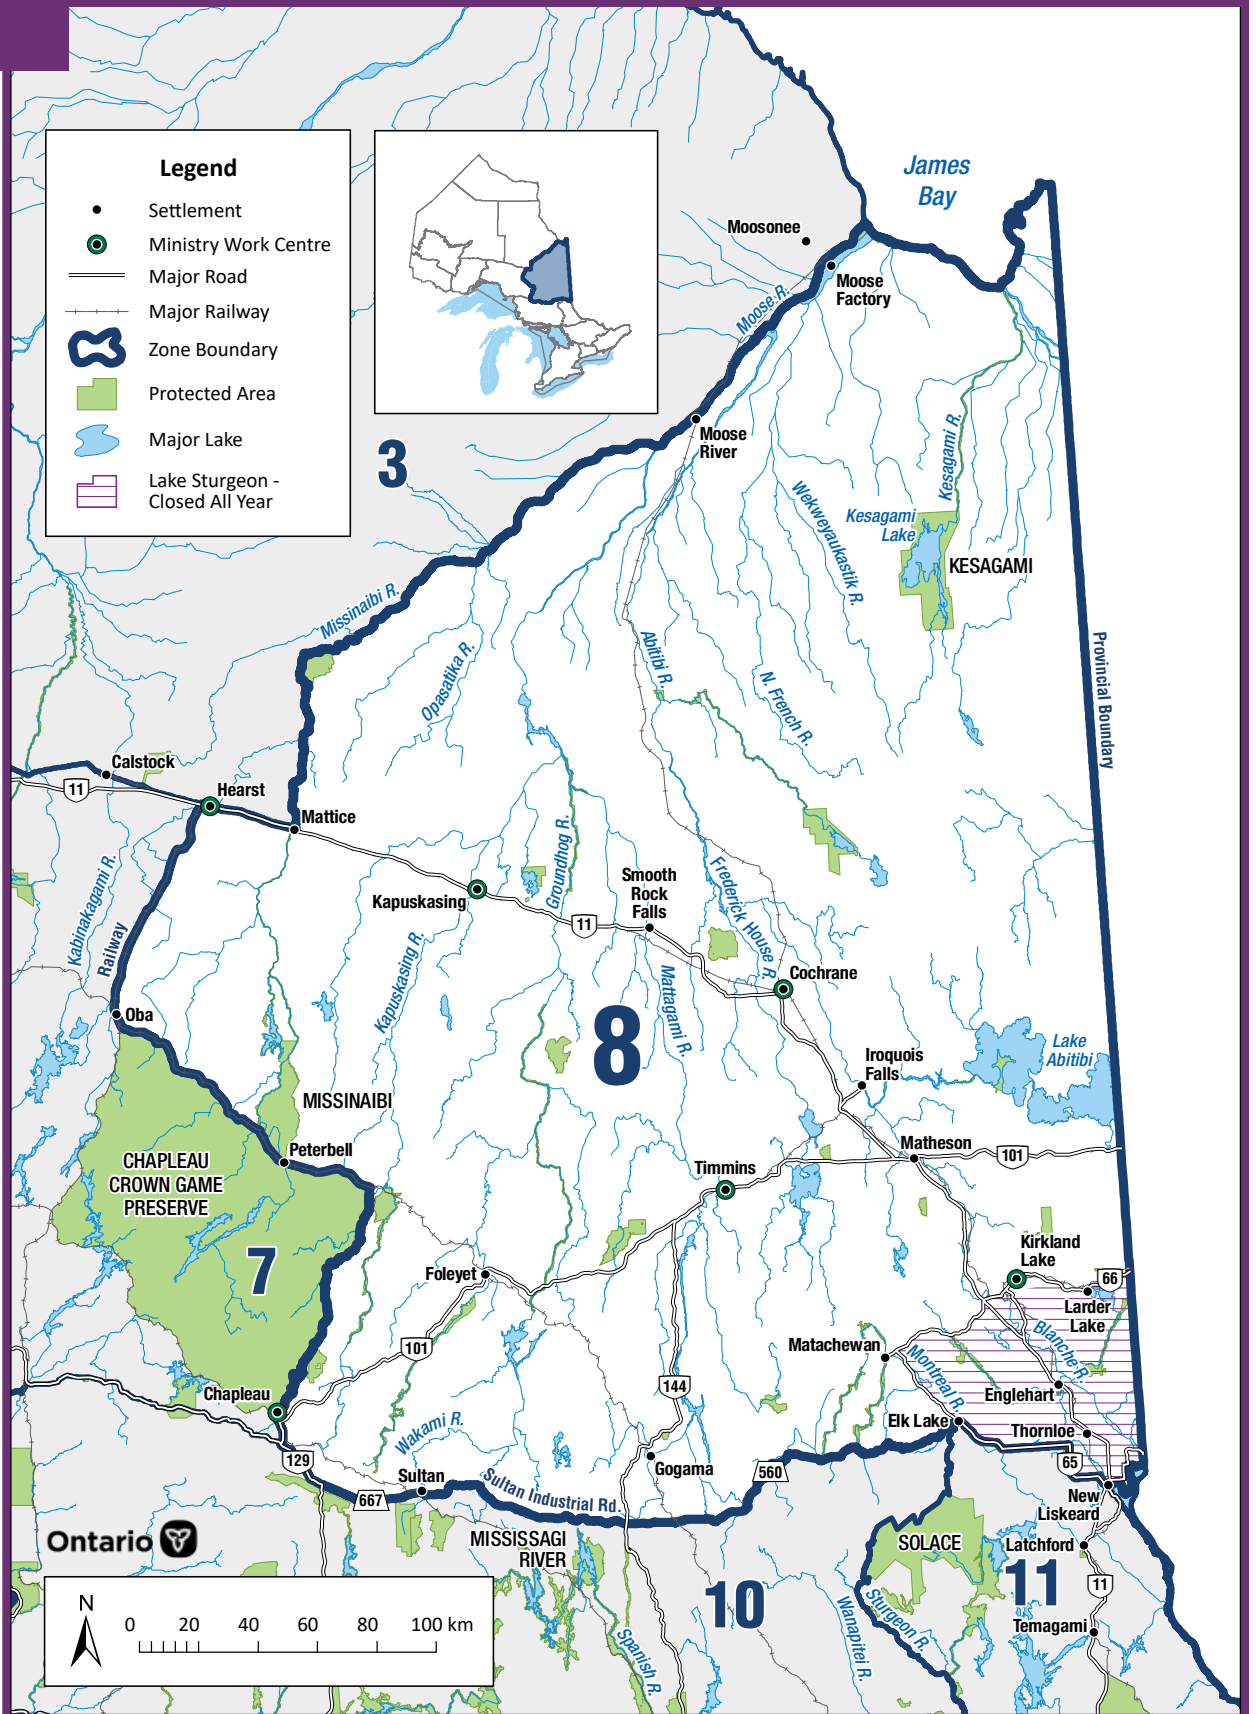 Legend
Settlement
Ministry Work Centre
Major Road
Major Railway
Zone Boundary
Protected Area
Major Lake
Lake Sturgeon -
Closed All Year
James
Bay
Moosonee
Moose
Factory
Moose R.
Moose
River
3
Kesagami R.
Wekweyaukastik R.
Kesagami
Lake
KESAGAMI
Missinaibi R.
Opasatika R.
Abitibi R.
N. French R.
Provincial Boundary
Calstock
11
Hearst
Mattice
Kabinakagami R.
Railway
Kapuskasing
Groundhog R.
Smooth
Rock
Falls
11
Frederick House R.
Kapuskasing R.
Mattagami R.
Cochrane
Oba
8
Iroquois
Falls
Lake
Abitibi
MISSINAIBI
Peterbell
CHAPLEAU
CROWN GAME
PRESERVE
Matheson
101
Timmins
7
Foleyet
Kirkland
Lake
66
Larder
Lake
101
Matachewan
Blanche R.
Montreal R.
144
Englehart
Chapleau
Elk Lake
Thornloe
Wakami R.
129
65
Gogama
560
Sultan
667
Sultan Industrial Rd.
New
Liskeard
MISSISSAGI
RIVER
SOLACE
Latchford
Ontario
11
10
11
Sturgeon R.
Wanapitei R.
Temagami
Spanish R.
N
0 20 40 60 80 100 km